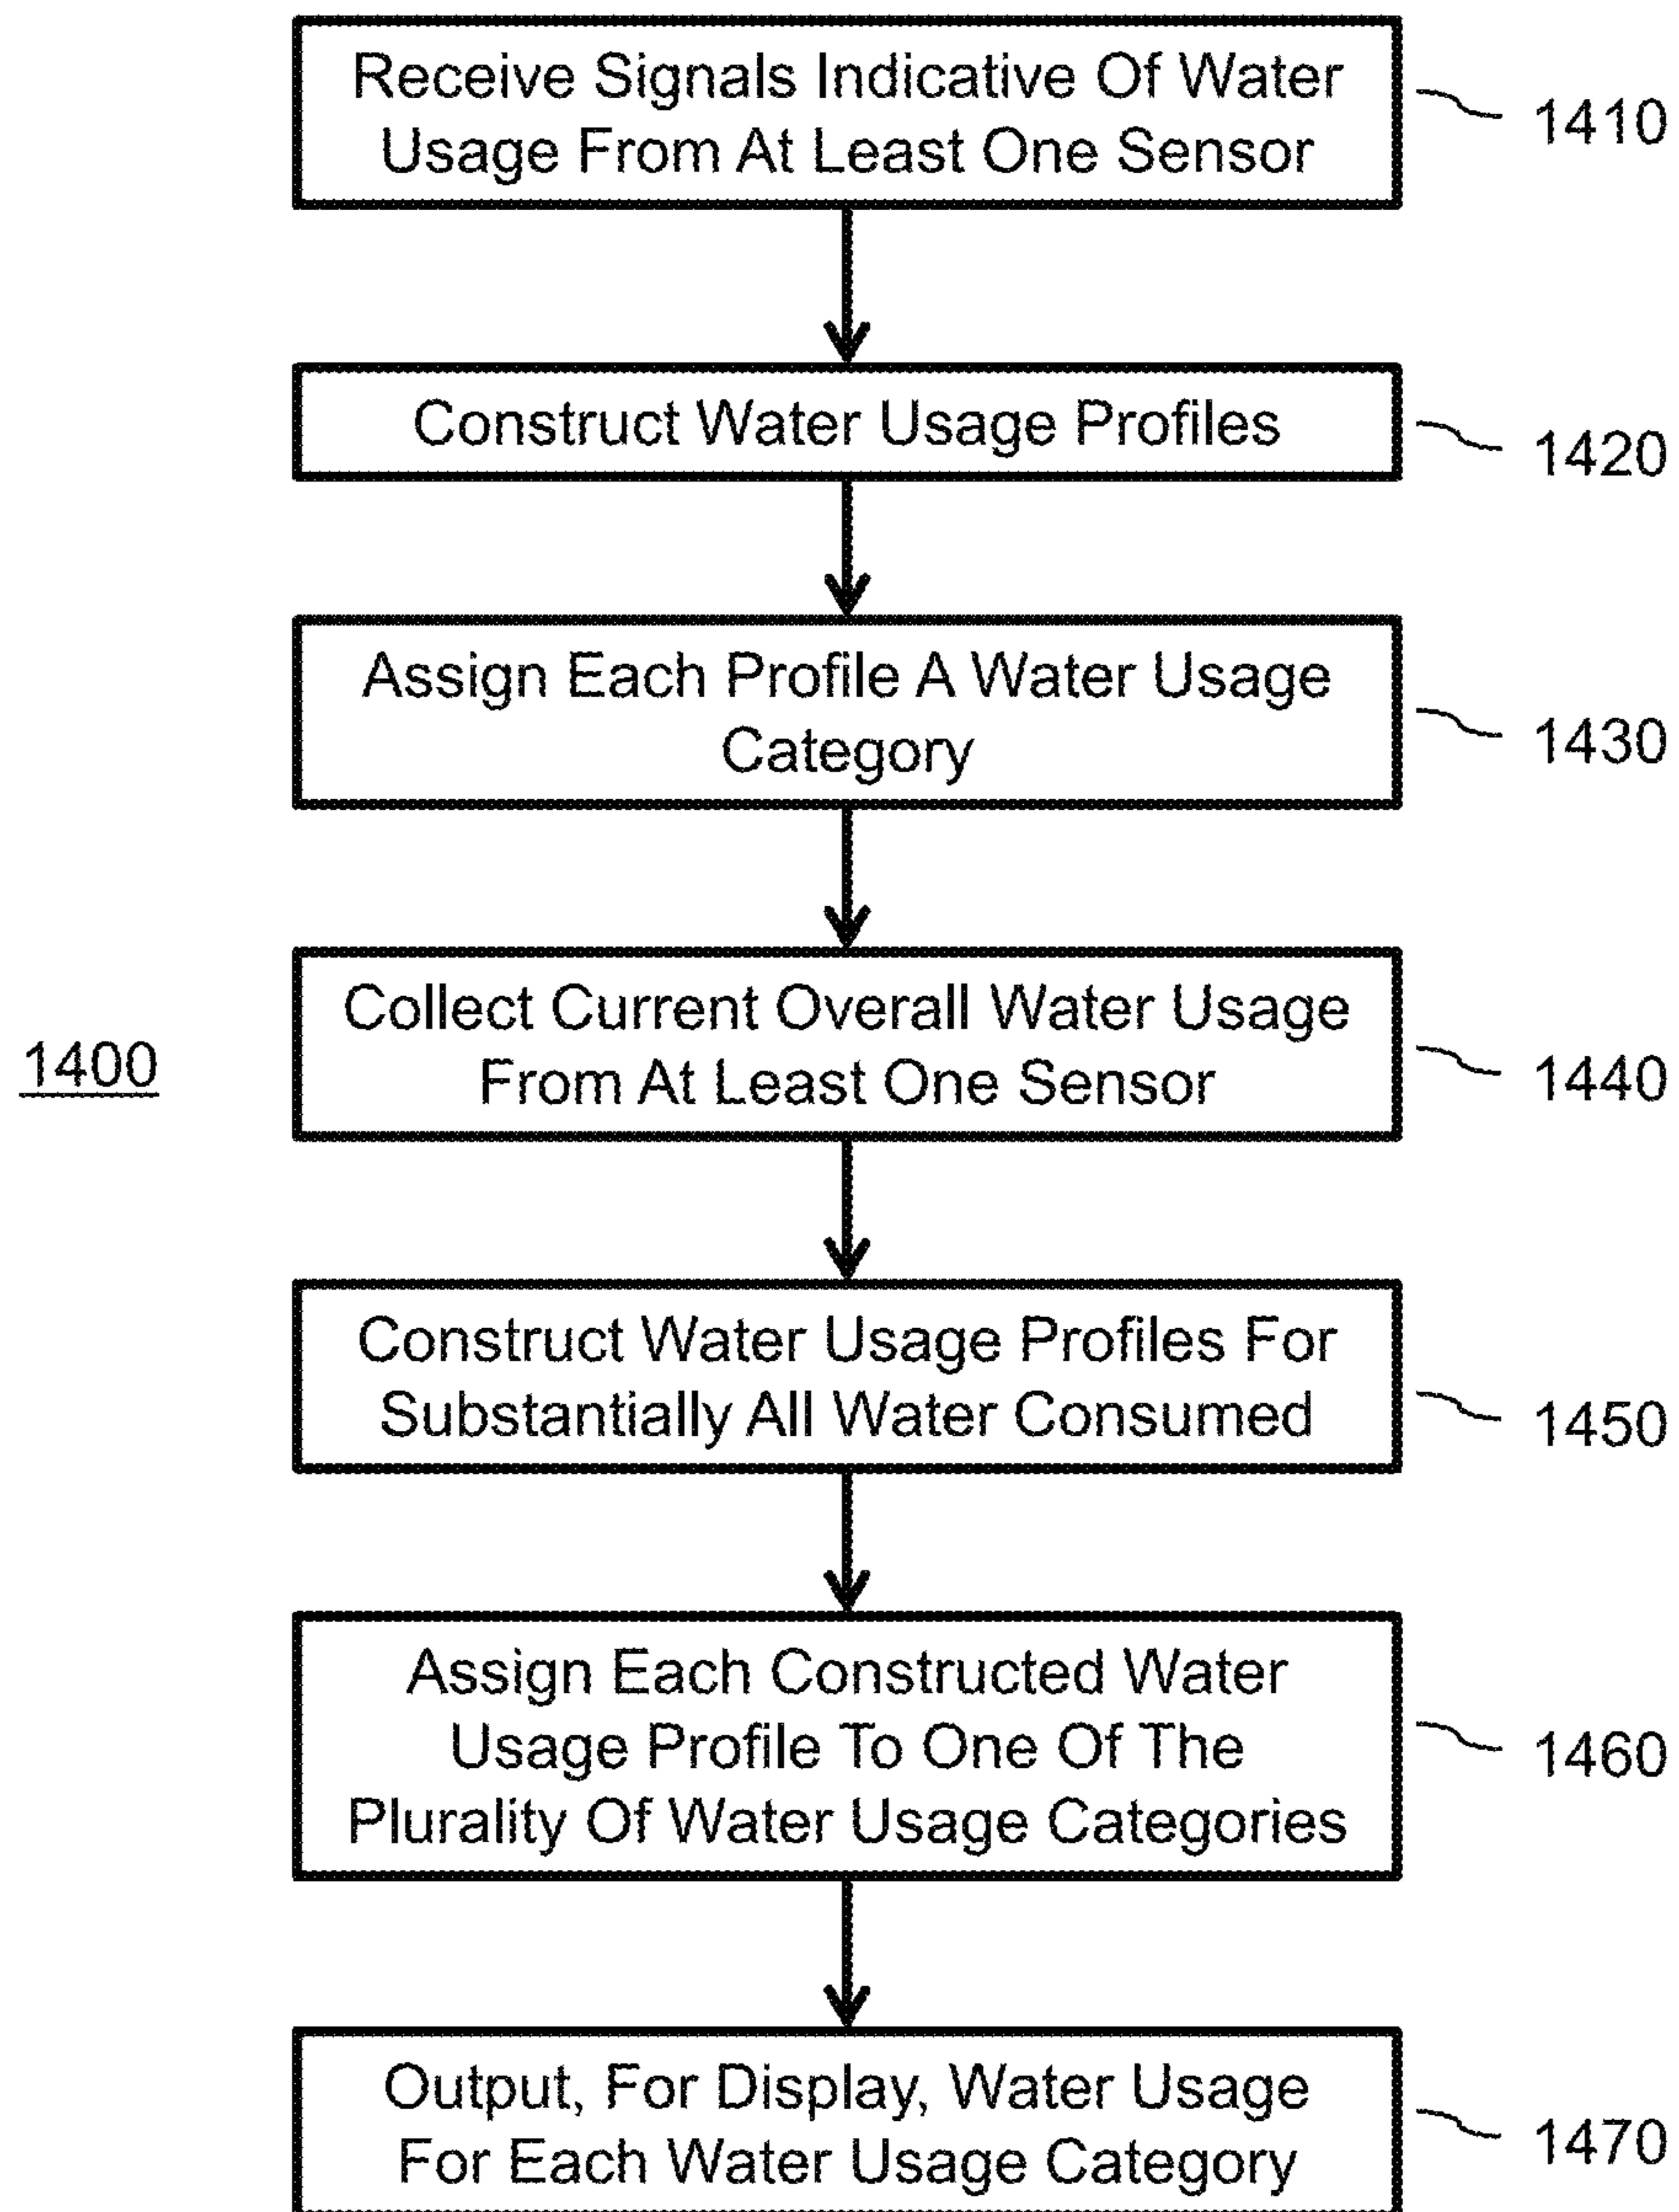 Receive Signals Indicative Of Water
Usage From At Least One Sensor
1410
Construct Water Usage Profiles
1420
Assign Each Profile A Water Usage
Category
1430
Collect Current Overall Water Usage
From At Least One Sensor
1440
1400
Construct Water Usage Profiles For
Substantially All Water Consumed
1450
Assign Each Constructed Water
Usage Profile To One Of The
Plurality Of Water Usage Categories
1460
Output, For Display, Water Usage
For Each Water Usage Category
1470